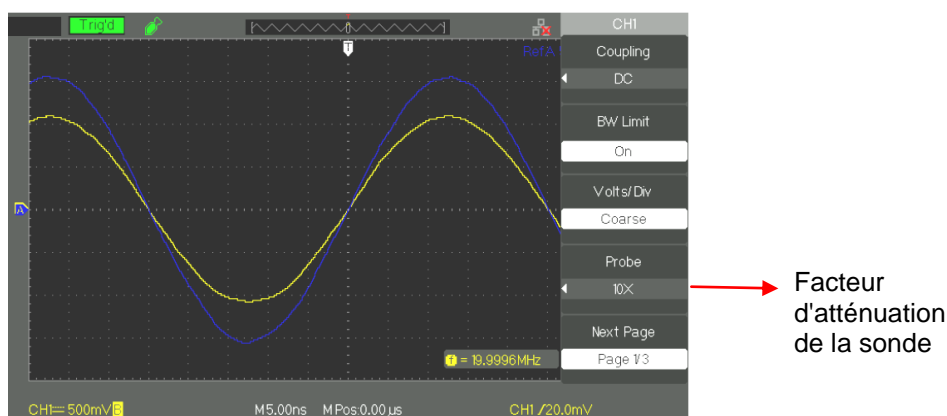 Trig'd
T
Ref A
A
f = 19.9996MHz
CH1
Coupling
DC
BW Limit
On
Volts/Div
Coarse
Probe
10X
Next Page
Page 1/3
Facteur
d'atténuation
de la sonde
CH1 500mV B M5.00ns M Pos:0.00 µs CH1 /20.0mV